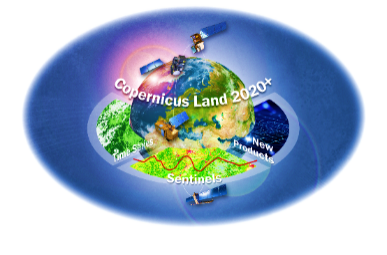 Copernicus Land 2020+
Time Series
New
Products
Sentinels